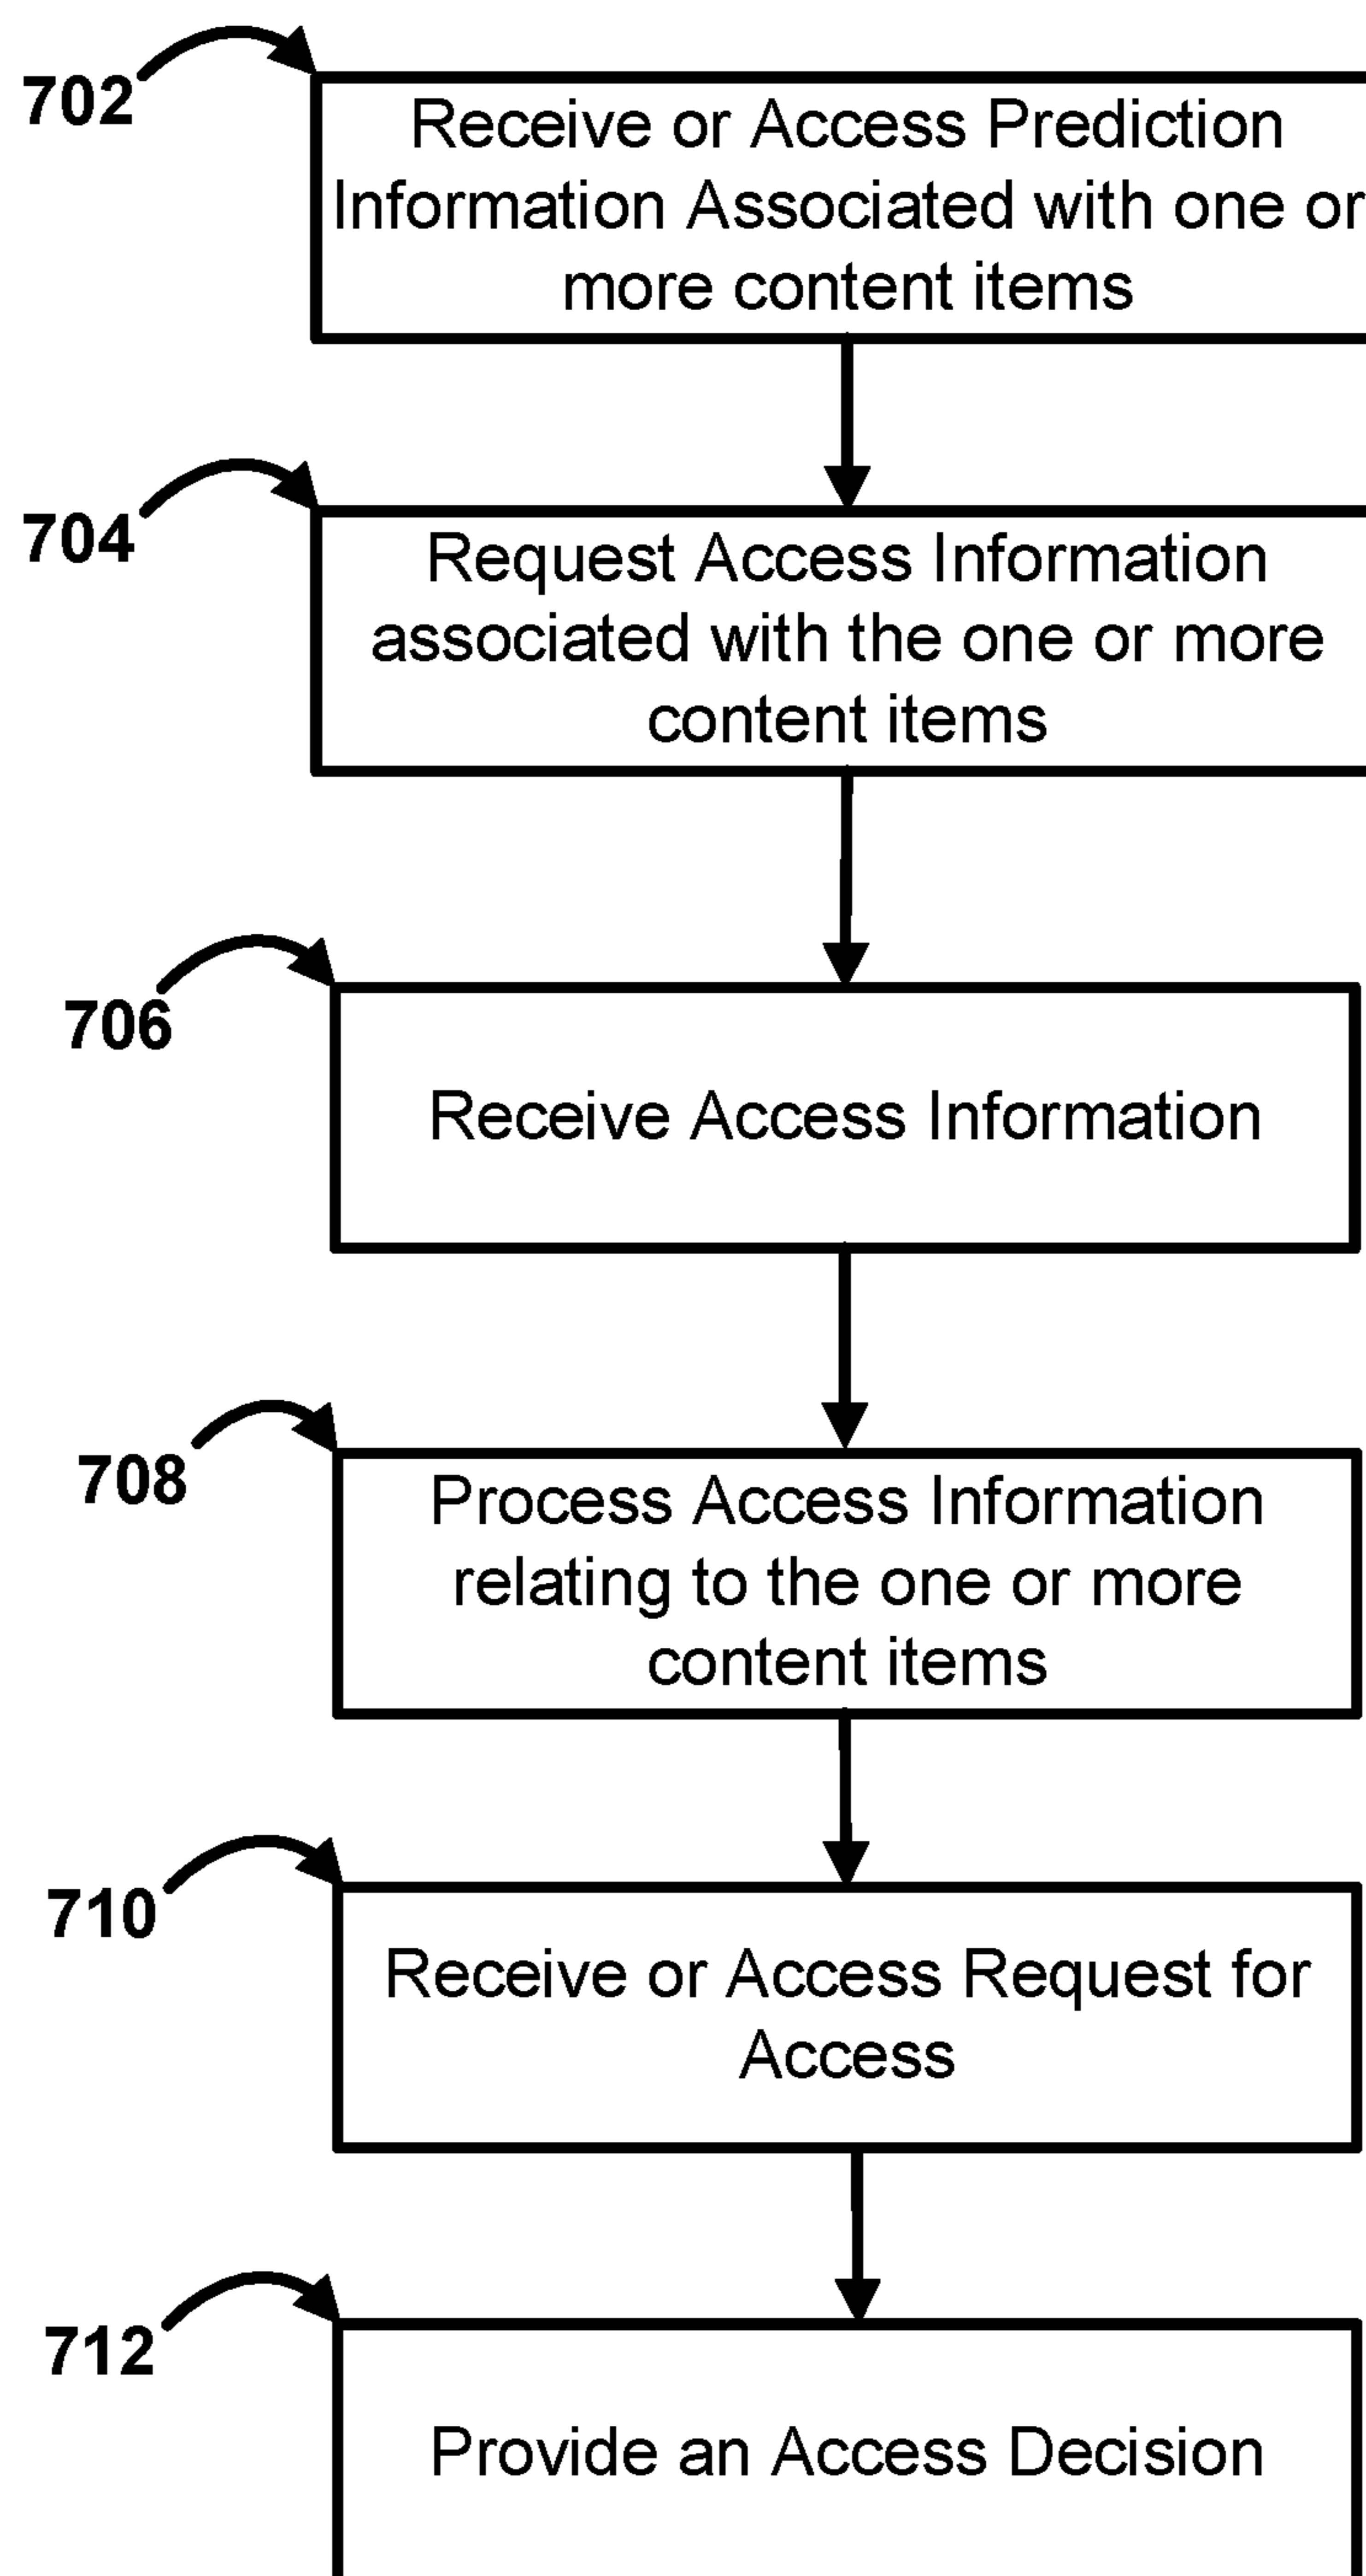 702
Receive or Access Prediction
Information Associated with one or
more content items
704
Request Access Information
associated with the one or more
content items
706
Receive Access Information
708
Process Access Information
relating to the one or more
content items
710
Receive or Access Request for
Access
712
Provide an Access Decision